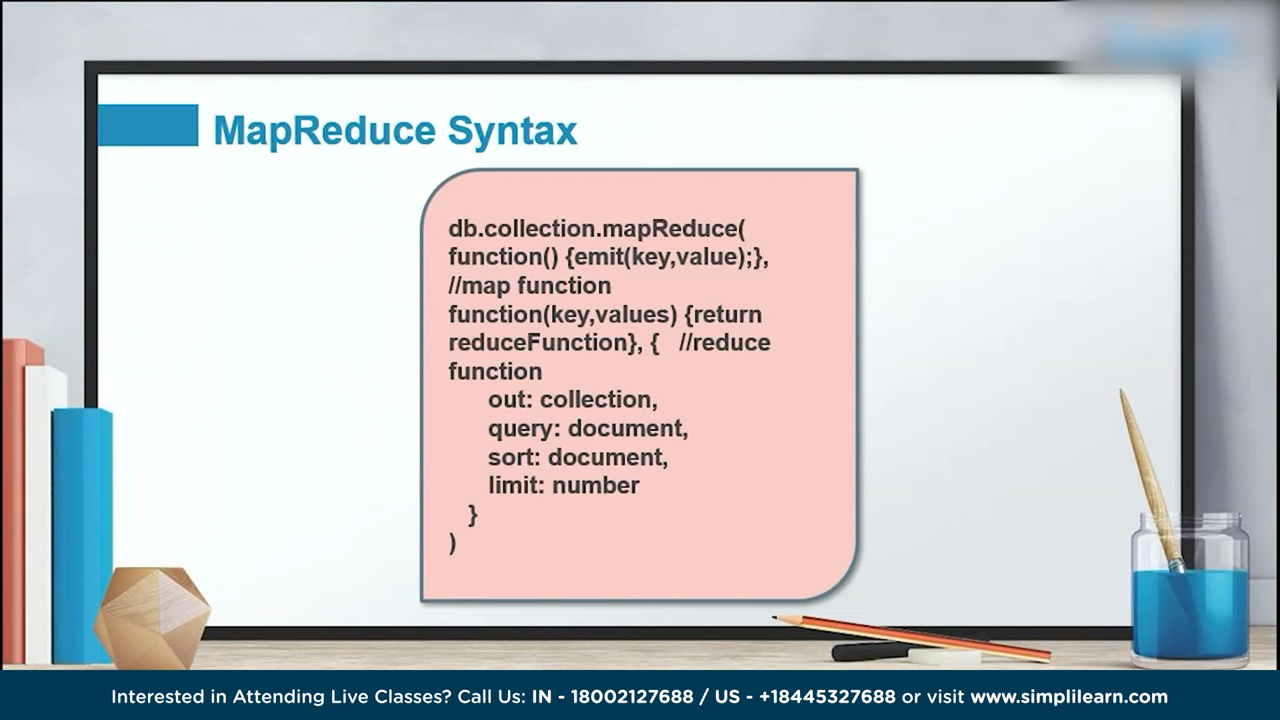 MapReduce Syntax
db.collection.mapReduce(
function() {emit(key,value);},
//map function
function(key,values) {return
reduceFunction}, {   //reduce
function
out: collection,
query: document,
sort: document,
limit: number
}
)
Interested in Attending Live Classes? Call Us: IN - 18002127688 / US - +18445327688 or visit www.simplilearn.com